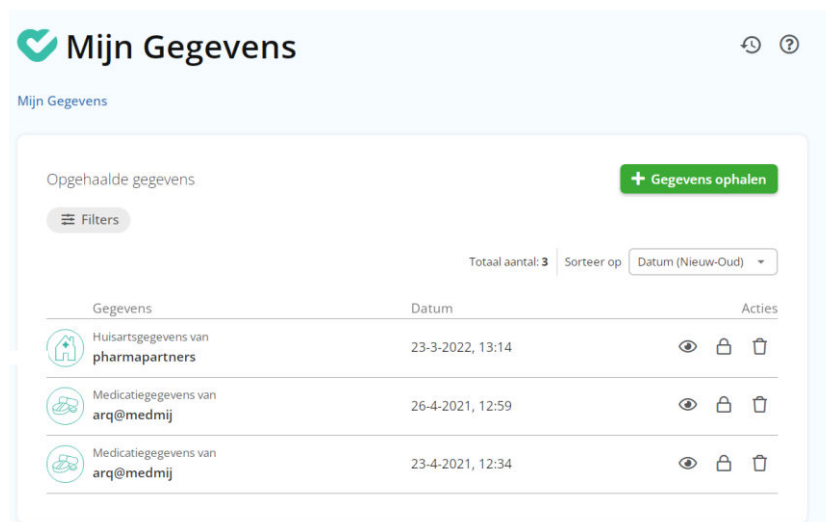 Mijn Gegevens
Mijn Gegevens
Opgehaalde gegevens
Gegevens ophalen
Filters
Totaal aantal: 3 Sorteer op Datum (Nieuw-Oud)
Gegevens Datum Acties
Huisartsgegevens van
pharmapartners 23-3-2022, 13:14
Medicatiegegevens van
arq@medmij 26-4-2021, 12:59
Medicatiegegevens van
arq@medmij 23-4-2021, 12:34